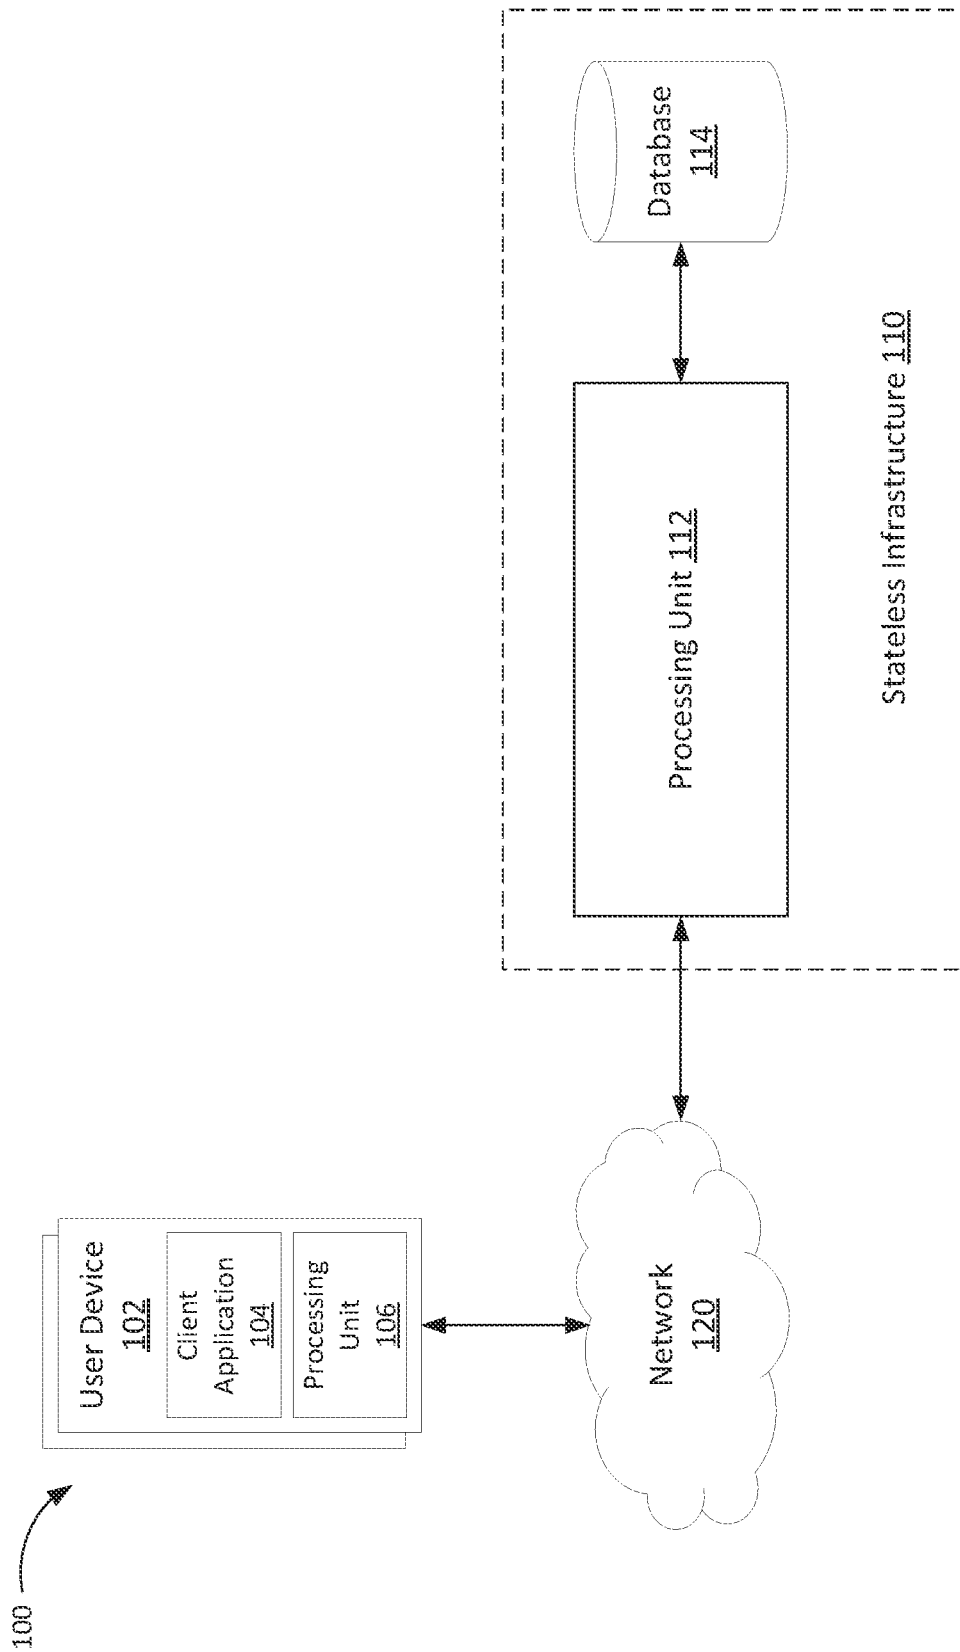 100
User Device
102
Client
Application
104
Processing
Unit
106
Network
120
Processing Unit 112
Database
114
Stateless Infrastructure 110